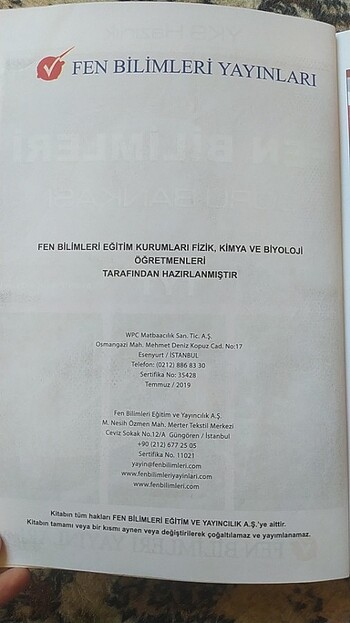 FEN BİLİMLERİ YAYINLARI
FEN BİLİMLERİ EĞİTİM KURUMLARI FİZİK, KİMYA VE BİYOLOJİ
ÖĞRETMENLERİ
TARAFINDAN HAZIRLANMIŞTIR
WPC Matbaacılık San. Tic. A.Ş.
Osmangazi Mah. Mehmet Deniz Kopuz Cad. No:17
Esenyurt / İSTANBUL
Telefon: (0212) 886 83 30
Sertifika No: 35428
Temmuz / 2019
Fen Bilimleri Eğitim ve Yayıncılık A.Ş.
M. Nesih Özmen Mah. Merter Tekstil Merkezi
Ceviz Sokak No.12/A Güngören / İstanbul
+90 (212) 677 25 05
Sertifika No. 11021
yayin@fenbilimleri.com
www.fenbilimleriyayinlari.com
www.fenbilimleri.com
Kitabın tüm hakları FEN BİLİMLERİ EĞİTİM VE YAYINCILIK A.Ş.'ye aittir.
Kitabın tamamı veya bir kısmı aynen veya değiştirilerek çoğaltılamaz ve yayımlanamaz.